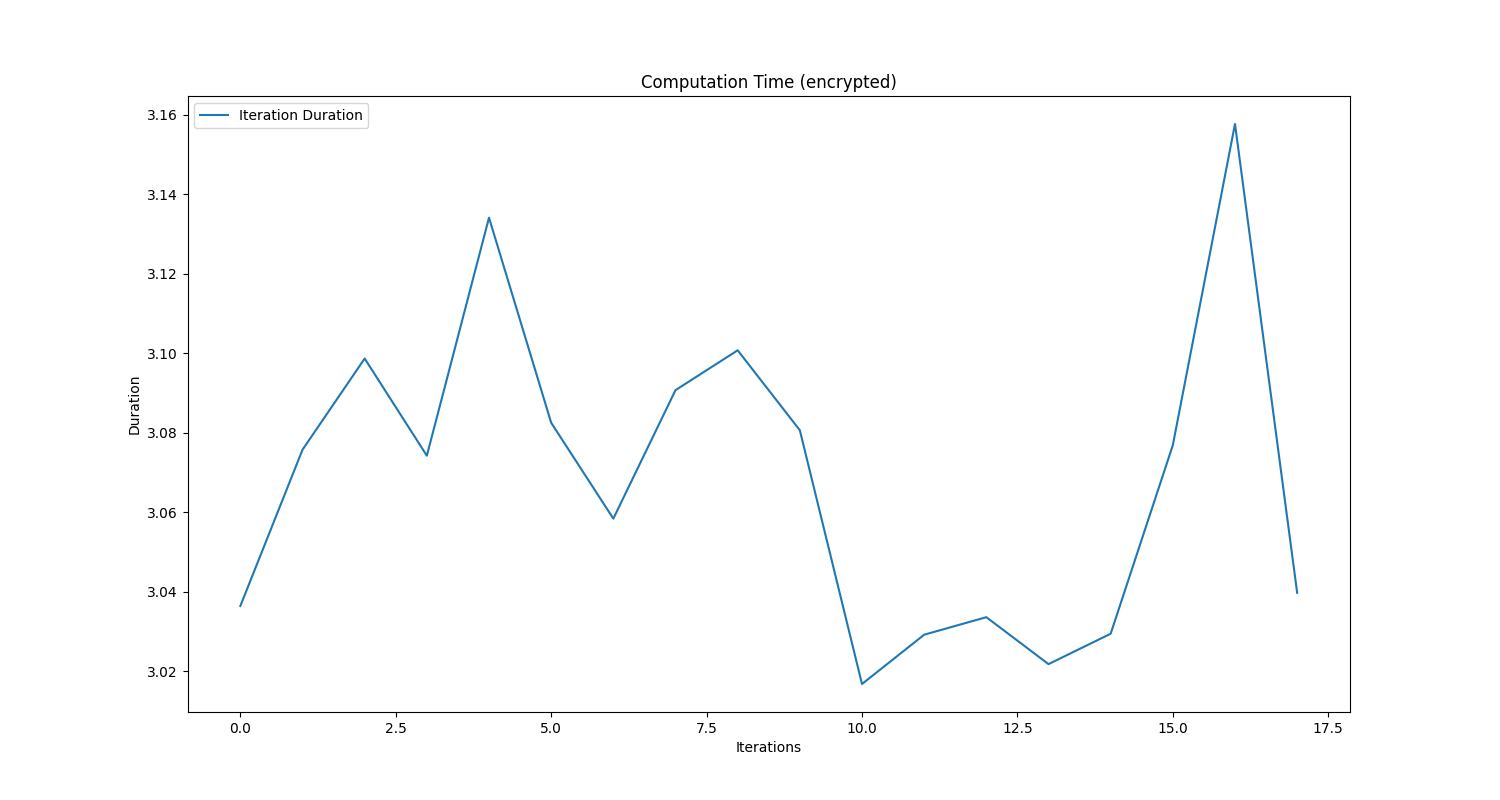 Computation Time (encrypted)
Iteration Duration
3.16
3.14
3.12
3.10
3.08
3.06
3.04
3.02
Duration
0.0 2.5 5.0 7.5 10.0 12.5 15.0 17.5
Iterations